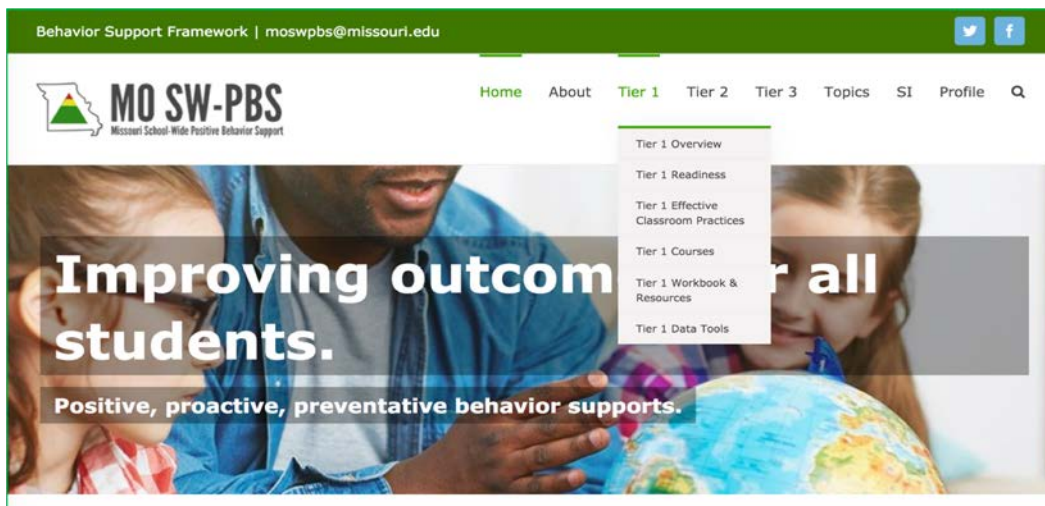 Behavior Support Framework | moswpbs@missouri.edu
MO SW-PBS
Missouri School-Wide Positive Behavior Support
Home About Tier 1 Tier 2 Tier 3 Topics SI Profile
Tier 1 Overview
Tier 1 Readiness
Tier 1 Effective
Classroom Practices
Tier 1 Courses
Tier 1 Workbook &
Resources
Tier 1 Data Tools
Improving outcom r all
students.
Positive, proactive, preventative behavior supports.